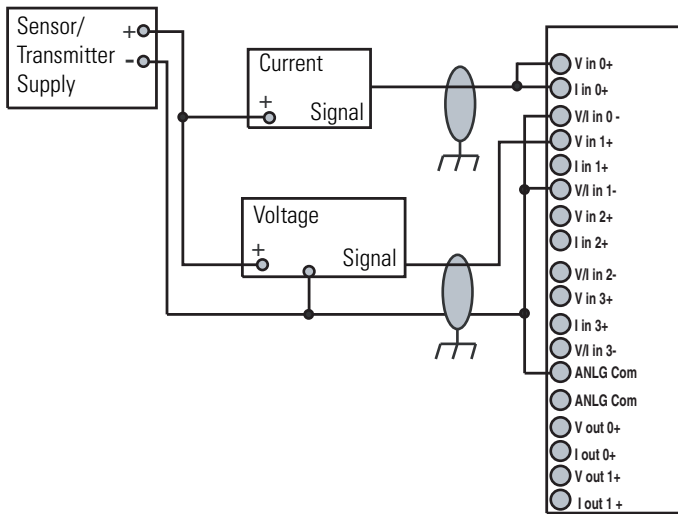 Sensor/
Transmitter
Supply
+
-
Current
+
Signal
Voltage
+
Signal
V in 0+
I in 0+
V/I in 0 -
V in 1+
I in 1+
V/I in 1-
V in 2+
I in 2+
V/I in 2-
V in 3+
I in 3+
V/I in 3-
ANLG Com
ANLG Com
V out 0+
I out 0+
V out 1+
I out 1 +